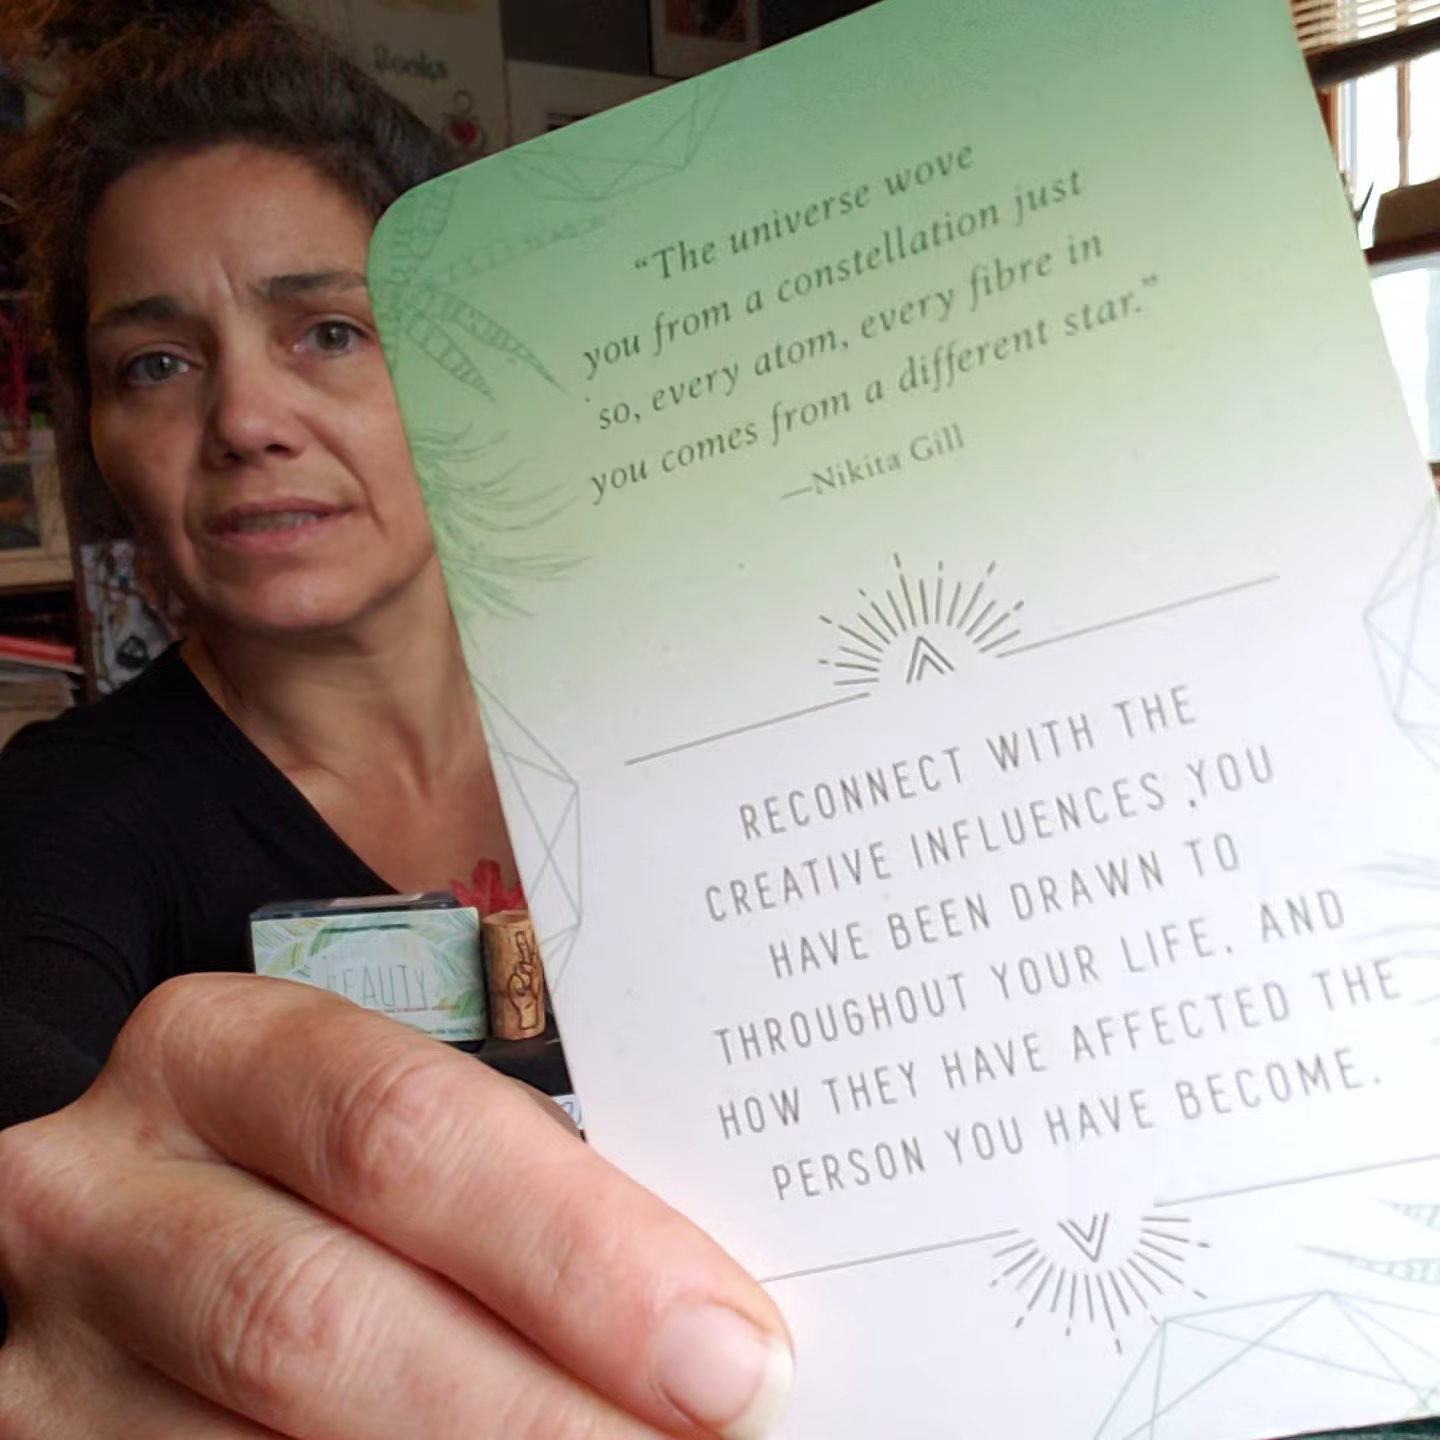 Books
“The universe wove
you from a constellation just
so, every atom, every fibre in
you comes from a different star.”
—Nikita Gill
RECONNECT WITH THE
CREATIVE INFLUENCES YOU
HAVE BEEN DRAWN TO
THROUGHOUT YOUR LIFE, AND
HOW THEY HAVE AFFECTED THE
PERSON YOU HAVE BECOME.
BEAUTY